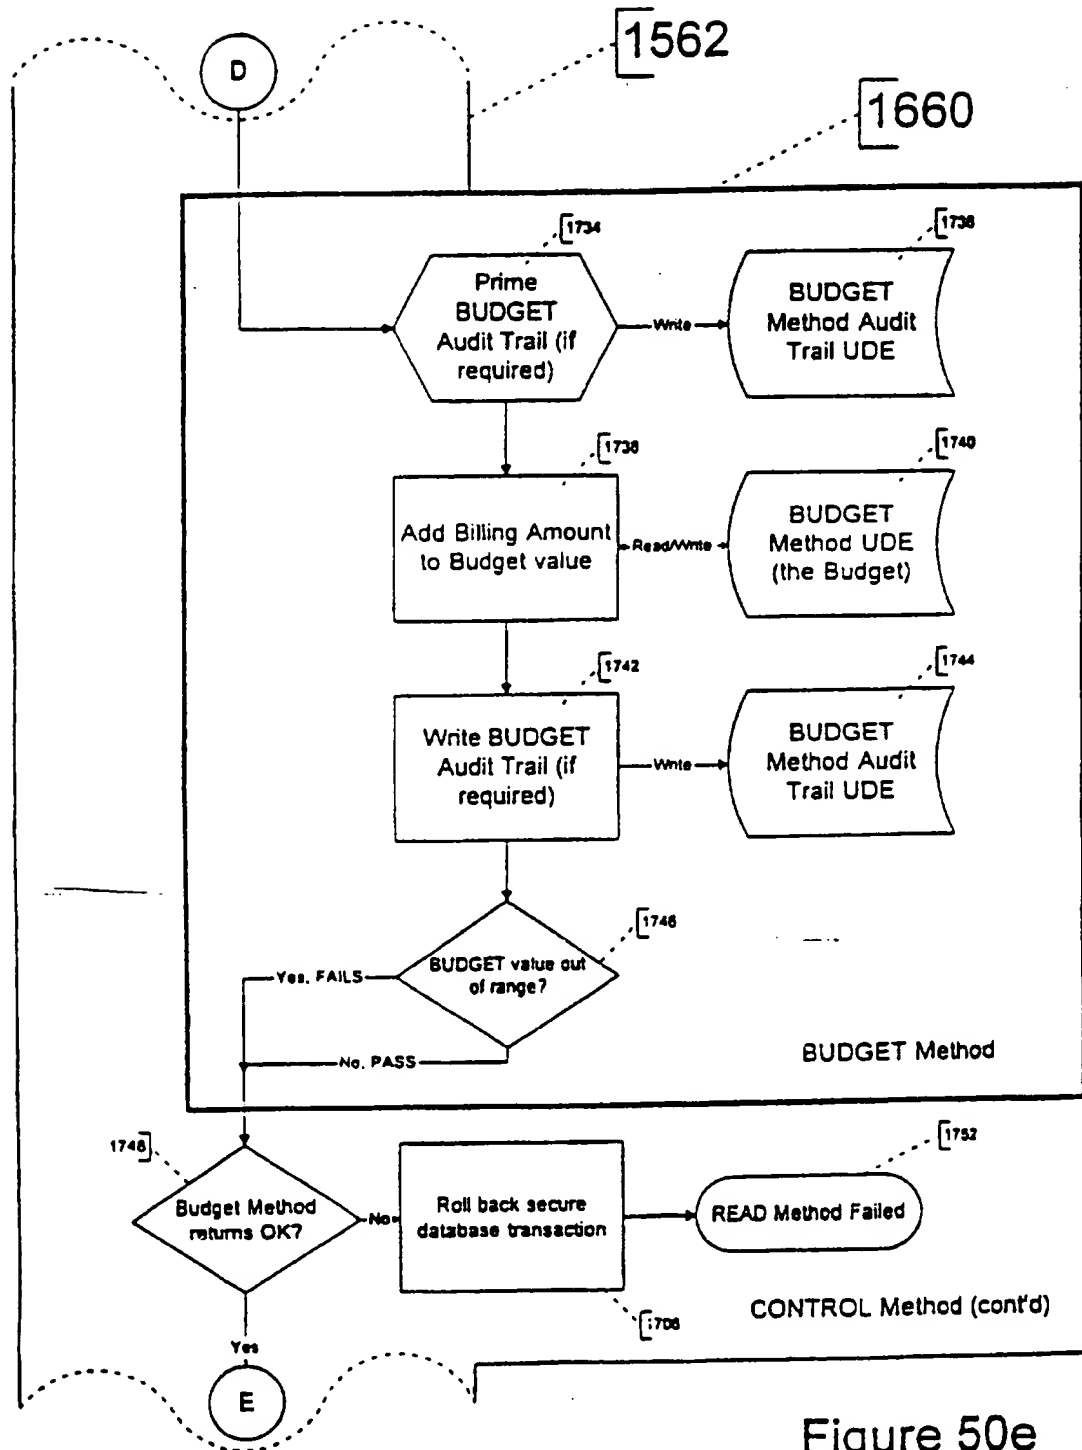 D
1562
1660
1734
Prime
BUDGET
Audit Trail (if
required)
Write
1736
BUDGET
Method Audit
Trail UDE
1738
Add Billing Amount
to Budget value
Read/Write
1740
BUDGET
Method UDE
(the Budget)
1742
Write BUDGET
Audit Trail (if
required)
Write
1744
BUDGET
Method Audit
Trail UDE
1746
BUDGET value out
of range?
Yes, FAILS
No, PASS
BUDGET Method
1748
Budget Method
returns OK?
No
Roll back secure
database transaction
1752
READ Method Failed
CONTROL Method (cont'd)
Yes
E
Figure 50e